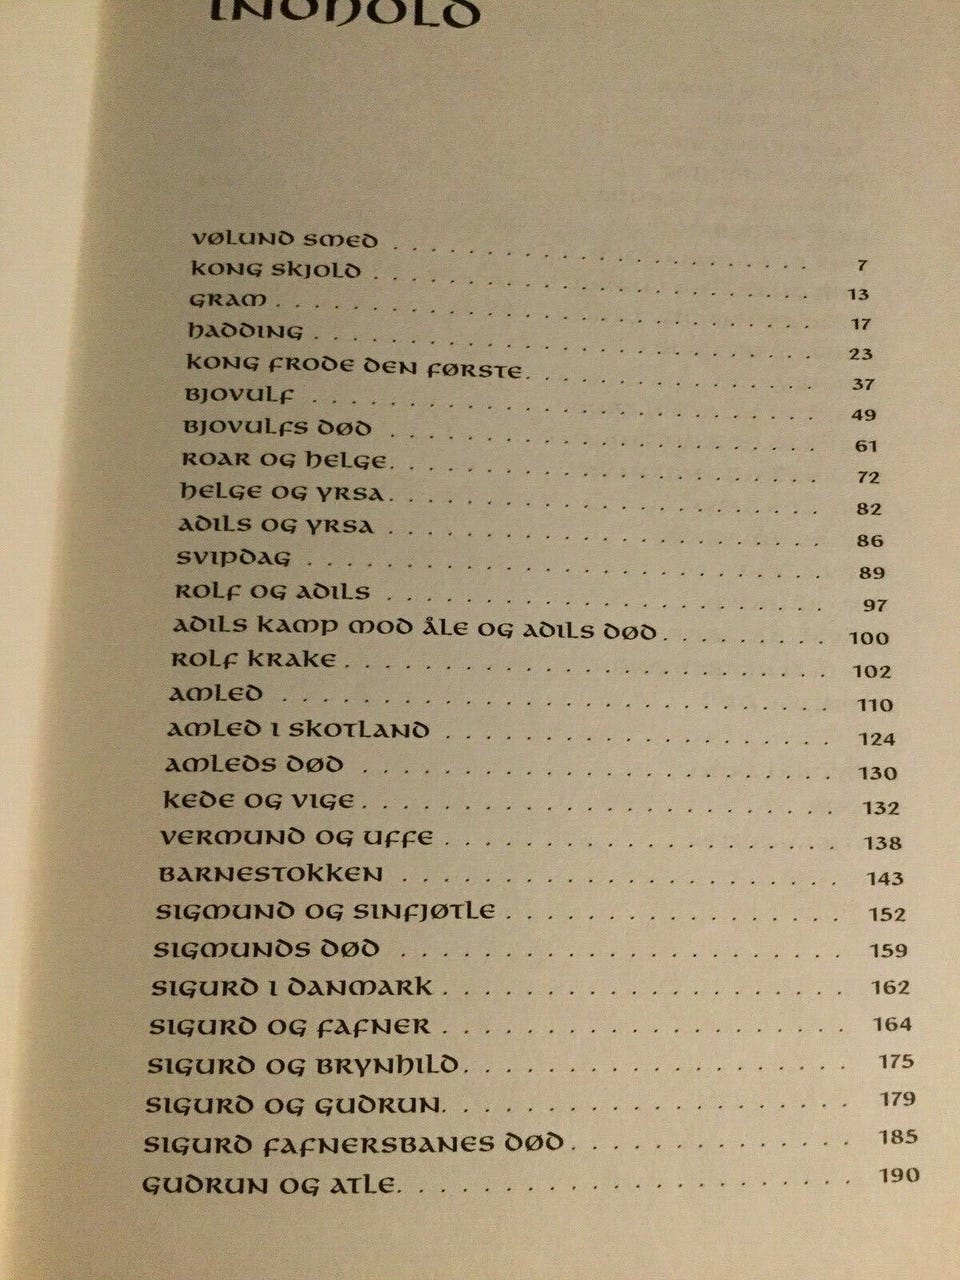 INDHOLD
VØLUND SMED . . . . . . . . . . . . . . . . . . . . 7
KONG SKJOLD . . . . . . . . . . . . . . . . . . . . 13
GRAM . . . . . . . . . . . . . . . . . . . . 17
HADDING . . . . . . . . . . . . . . . . . . . . 23
KONG FRODE DEN FØRSTE . . . . . . . . . . . . . . 37
BJOVULF . . . . . . . . . . . . . . . . . . . . 49
BJOVULFS DØD . . . . . . . . . . . . . . . . . . . . 61
ROAR OG HELGE . . . . . . . . . . . . . . . . . . . . 72
HELGE OG YRSA . . . . . . . . . . . . . . . . . . . . 82
ADILS OG YRSA . . . . . . . . . . . . . . . . . . . . 86
SVIPDAG . . . . . . . . . . . . . . . . . . . . 89
ROLF OG ADILS . . . . . . . . . . . . . . . . . . . . 97
ADILS KAMP MOD ÅLE OG ADILS DØD . . . . . . . . 100
ROLF KRAKE . . . . . . . . . . . . . . . . . . . . 102
AMLED . . . . . . . . . . . . . . . . . . . . 110
AMLED I SKOTLAND . . . . . . . . . . . . . . . . . . 124
AMLEDS DØD . . . . . . . . . . . . . . . . . . . . 130
KEDE OG VIGE . . . . . . . . . . . . . . . . . . . . 132
VERMUND OG UFFE . . . . . . . . . . . . . . . . . . 138
BARNESTOKKEN . . . . . . . . . . . . . . . . . . . . 143
SIGMUND OG SINFJØTLE . . . . . . . . . . . . . . . 152
SIGMUNDS DØD . . . . . . . . . . . . . . . . . . . . 159
SIGURD I DANMARK . . . . . . . . . . . . . . . . . . 162
SIGURD OG FAFNER . . . . . . . . . . . . . . . . . . 164
SIGURD OG BRYNHILD . . . . . . . . . . . . . . . . . 175
SIGURD OG GUDRUN . . . . . . . . . . . . . . . . . . 179
SIGURD FAFNERSBANES DØD . . . . . . . . . . . . . 185
GUDRUN OG ATLE . . . . . . . . . . . . . . . . . . . . 190